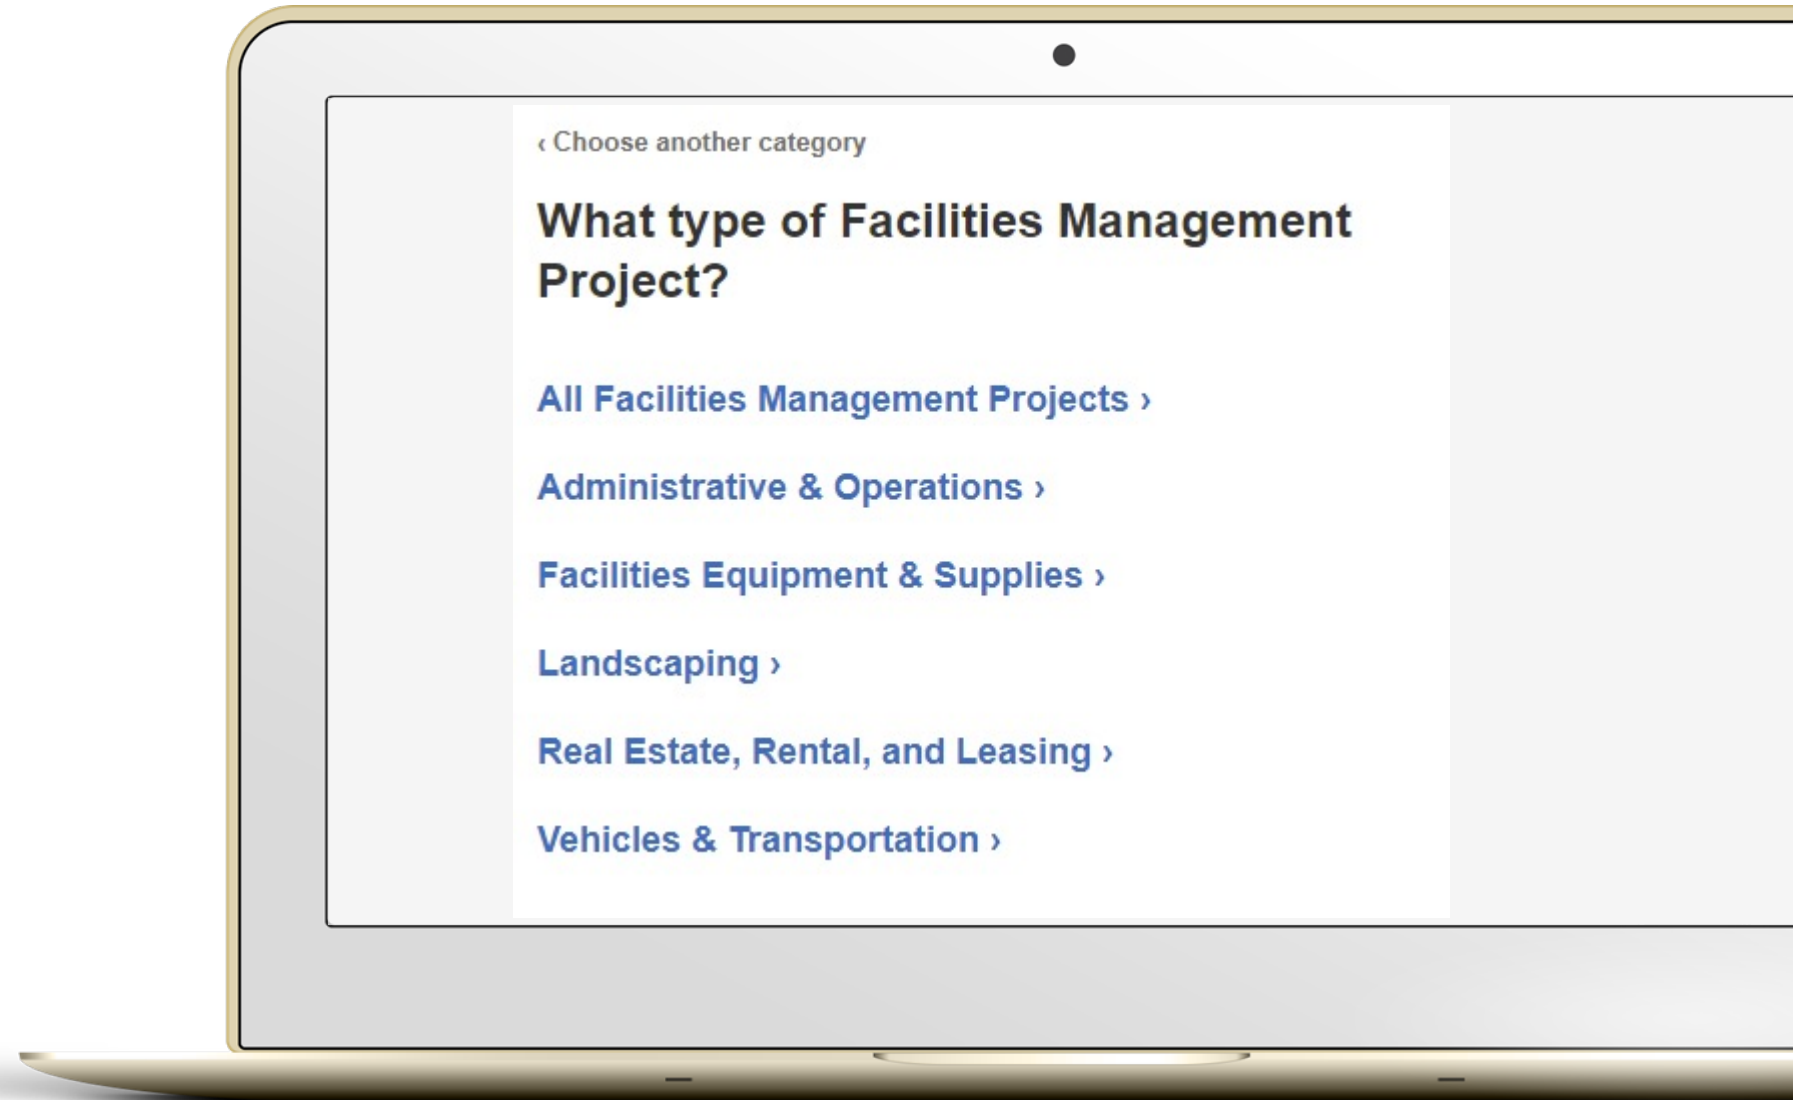 ‹ Choose another category
What type of Facilities Management
Project?
All Facilities Management Projects ›
Administrative & Operations ›
Facilities Equipment & Supplies ›
Landscaping ›
Real Estate, Rental, and Leasing ›
Vehicles & Transportation ›